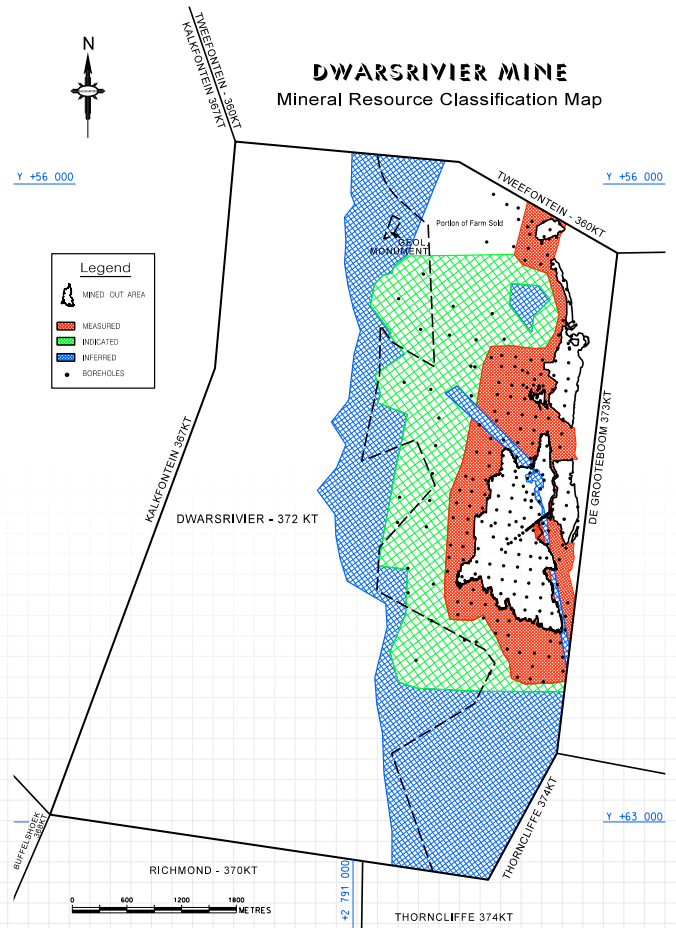 DWARSRIVIER MINE
Mineral Resource Classification Map
N
TWEEFONTEIN - 360KT
KALKFONTEIN 367KT
Y +56 000
Y +56 000
TWEEFONTEIN - 360KT
Portion of Farm Sold
GEOL.
MONUMENT
Legend
MINED OUT AREA
MEASURED
INDICATED
INFERRED
BOREHOLES
KALKFONTEIN 367KT
DE GROOTEBOOM 373KT
DWARSRIVIER - 372 KT
Y +63 000
BUFFELSHOEK
368KT
THORNCLIFFE 374KT
RICHMOND - 370KT
+2 791 000
0 600 1200 1800
METRES
THORNCLIFFE 374KT